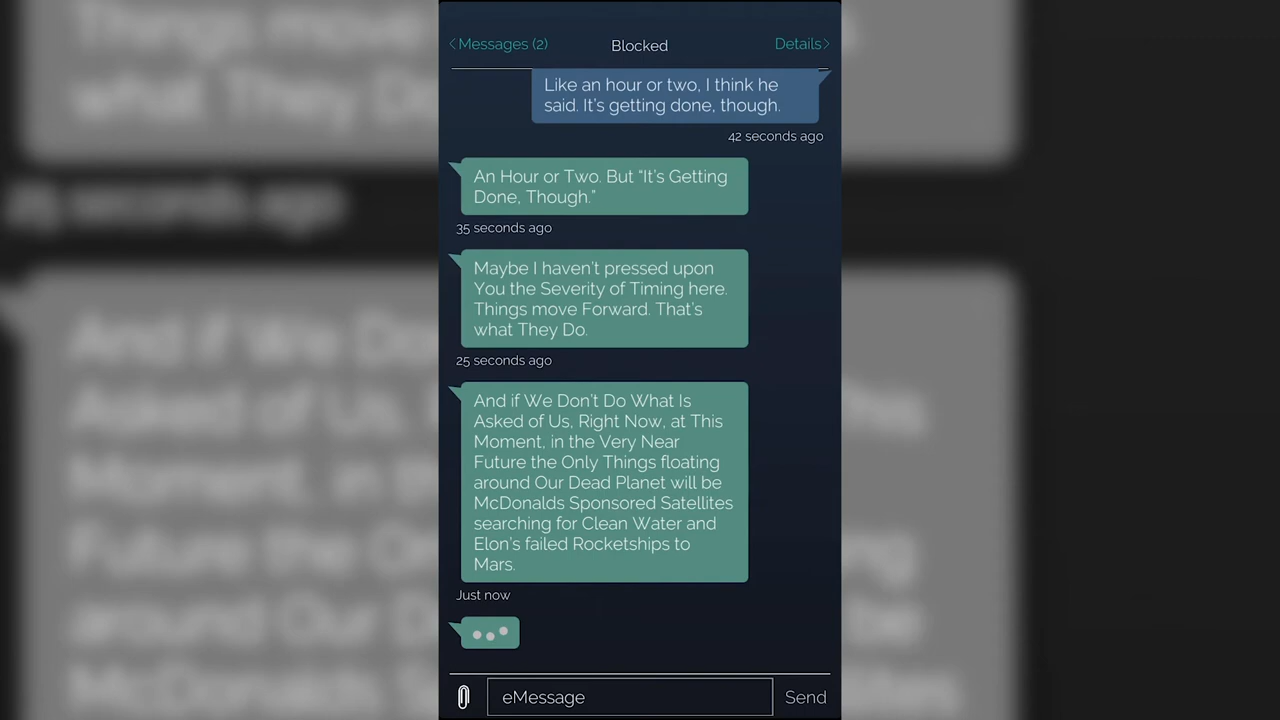 Messages (2)
Blocked
Details
Like an hour or two, I think he
said. It's getting done, though.
42 seconds ago
An Hour or Two. But “It's Getting
Done, Though.”
35 seconds ago
Maybe I haven't pressed upon
You the Severity of Timing here.
Things move Forward. That's
what They Do.
25 seconds ago
And if We Don't Do What Is
Asked of Us, Right Now, at This
Moment, in the Very Near
Future the Only Things floating
around Our Dead Planet will be
McDonalds Sponsored Satellites
searching for Clean Water and
Elon's failed Rocketships to
Mars.
Just now
eMessage
Send